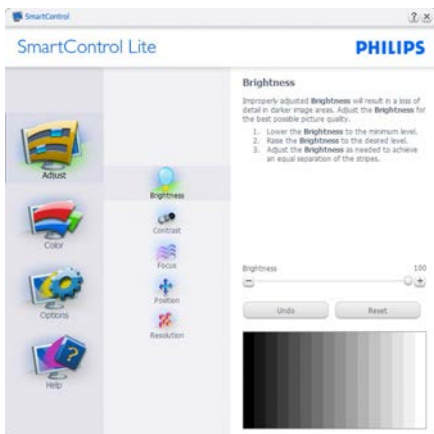 SmartControl
SmartControl Lite
PHILIPS
Adjust
Color
Options
Help
Brightness
Contrast
Focus
Position
Resolution
Brightness
Improperly adjusted Brightness will result in a loss of
detail in darker image areas. Adjust the Brightness for
the best possible picture quality.
1. Lower the Brightness to the minimum level.
2. Raise the Brightness to the desired level.
3. Adjust the Brightness as needed to achieve
an equal separation of the stripes.
Brightness 100
Undo Reset